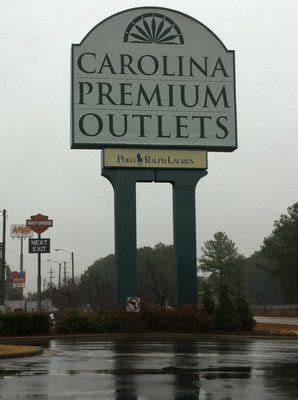 CAROLINA
PREMIUM
OUTLETS
POLO RALPH LAUREN
HARLEY-DAVIDSON
NEXT
EXIT